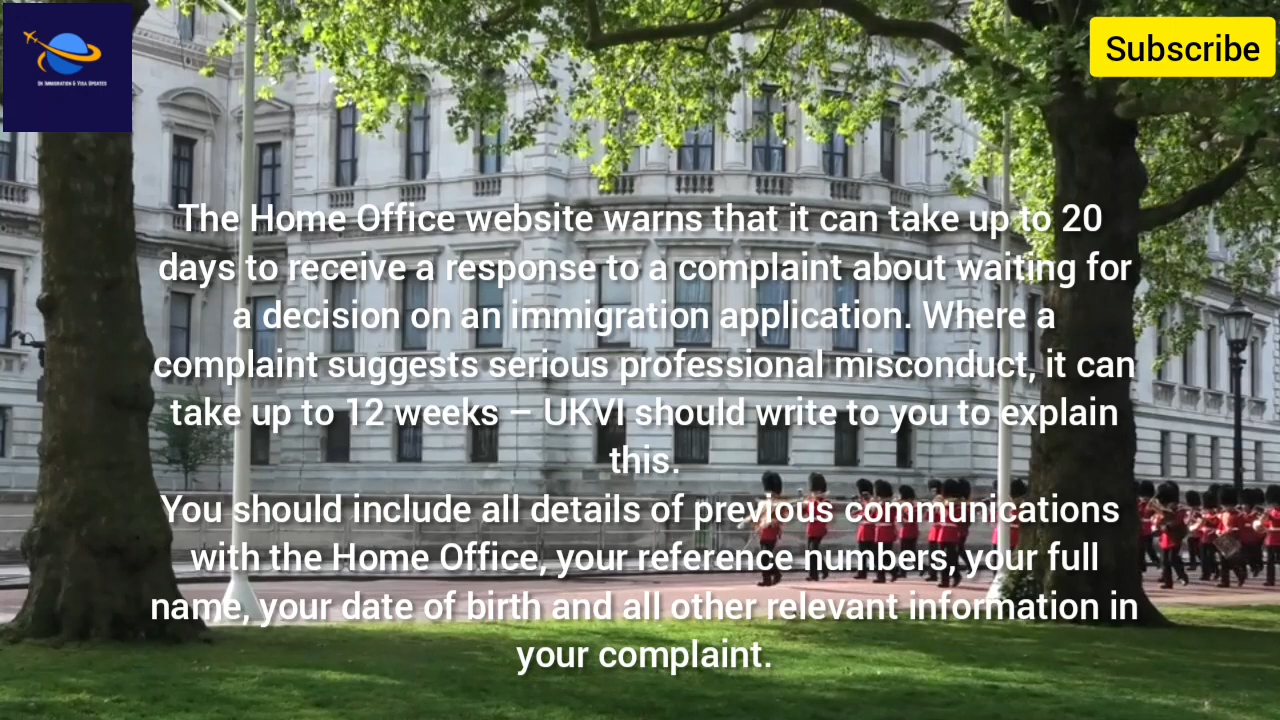 UK IMMIGRATION & VISA UPDATES
Subscribe
The Home Office website warns that it can take up to 20
days to receive a response to a complaint about waiting for
a decision on an immigration application. Where a
complaint suggests serious professional misconduct, it can
take up to 12 weeks – UKVI should write to you to explain
this.
You should include all details of previous communications
with the Home Office, your reference numbers, your full
name, your date of birth and all other relevant information in
your complaint.